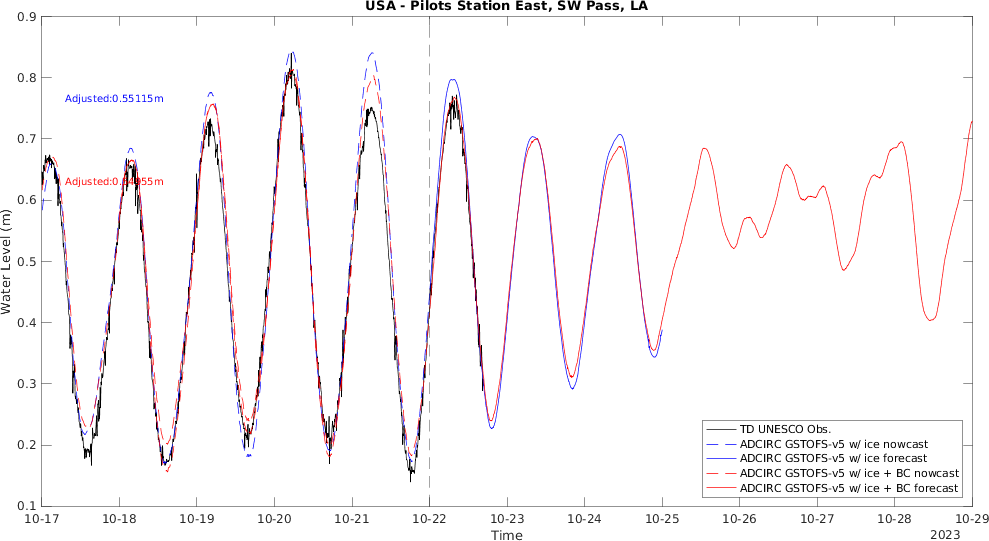 USA - Pilots Station East, SW Pass, LA
0.9
0.8
0.7
0.6
0.5
0.4
0.3
0.2
0.1
Water Level (m)
Adjusted:0.55115m
TD UNESCO Obs.
ADCIRC GSTOFS-v5 w/ ice nowcast
ADCIRC GSTOFS-v5 w/ ice forecast
ADCIRC GSTOFS-v5 w/ ice + BC nowcast
ADCIRC GSTOFS-v5 w/ ice + BC forecast
10-17 10-18 10-19 10-20 10-21 10-22 10-23 10-24 10-25 10-26 10-27 10-28 10-29
Time
2023